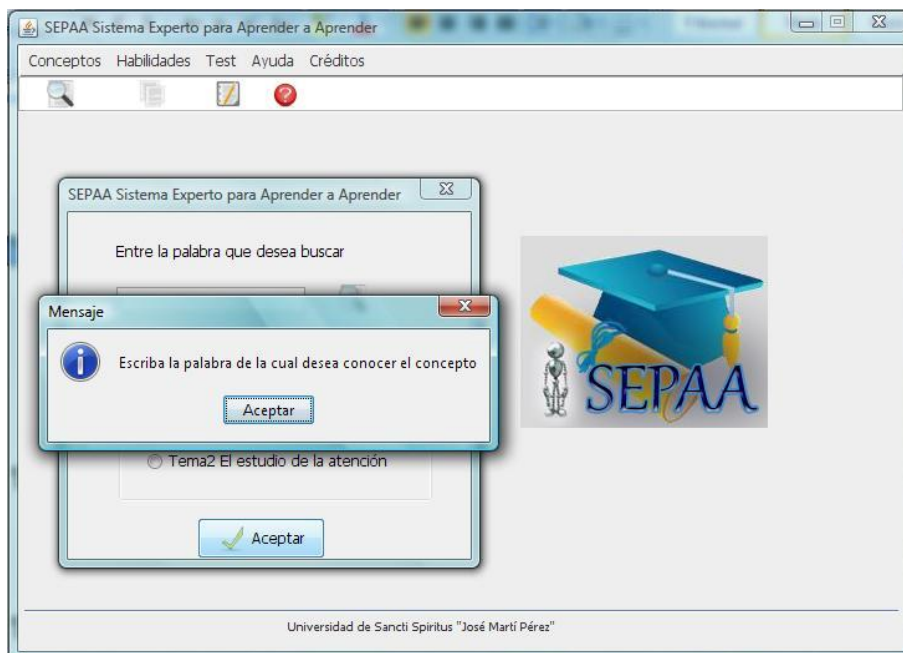 SEPAA Sistema Experto para Aprender a Aprender
Conceptos Habilidades Test Ayuda Créditos
SEPAA Sistema Experto para Aprender a Aprender
Entre la palabra que desea buscar
Mensaje
Escriba la palabra de la cual desea conocer el concepto
Aceptar
SEPAA
Tema2 El estudio de la atención
Aceptar
Universidad de Sancti Spiritus "José Martí Pérez"